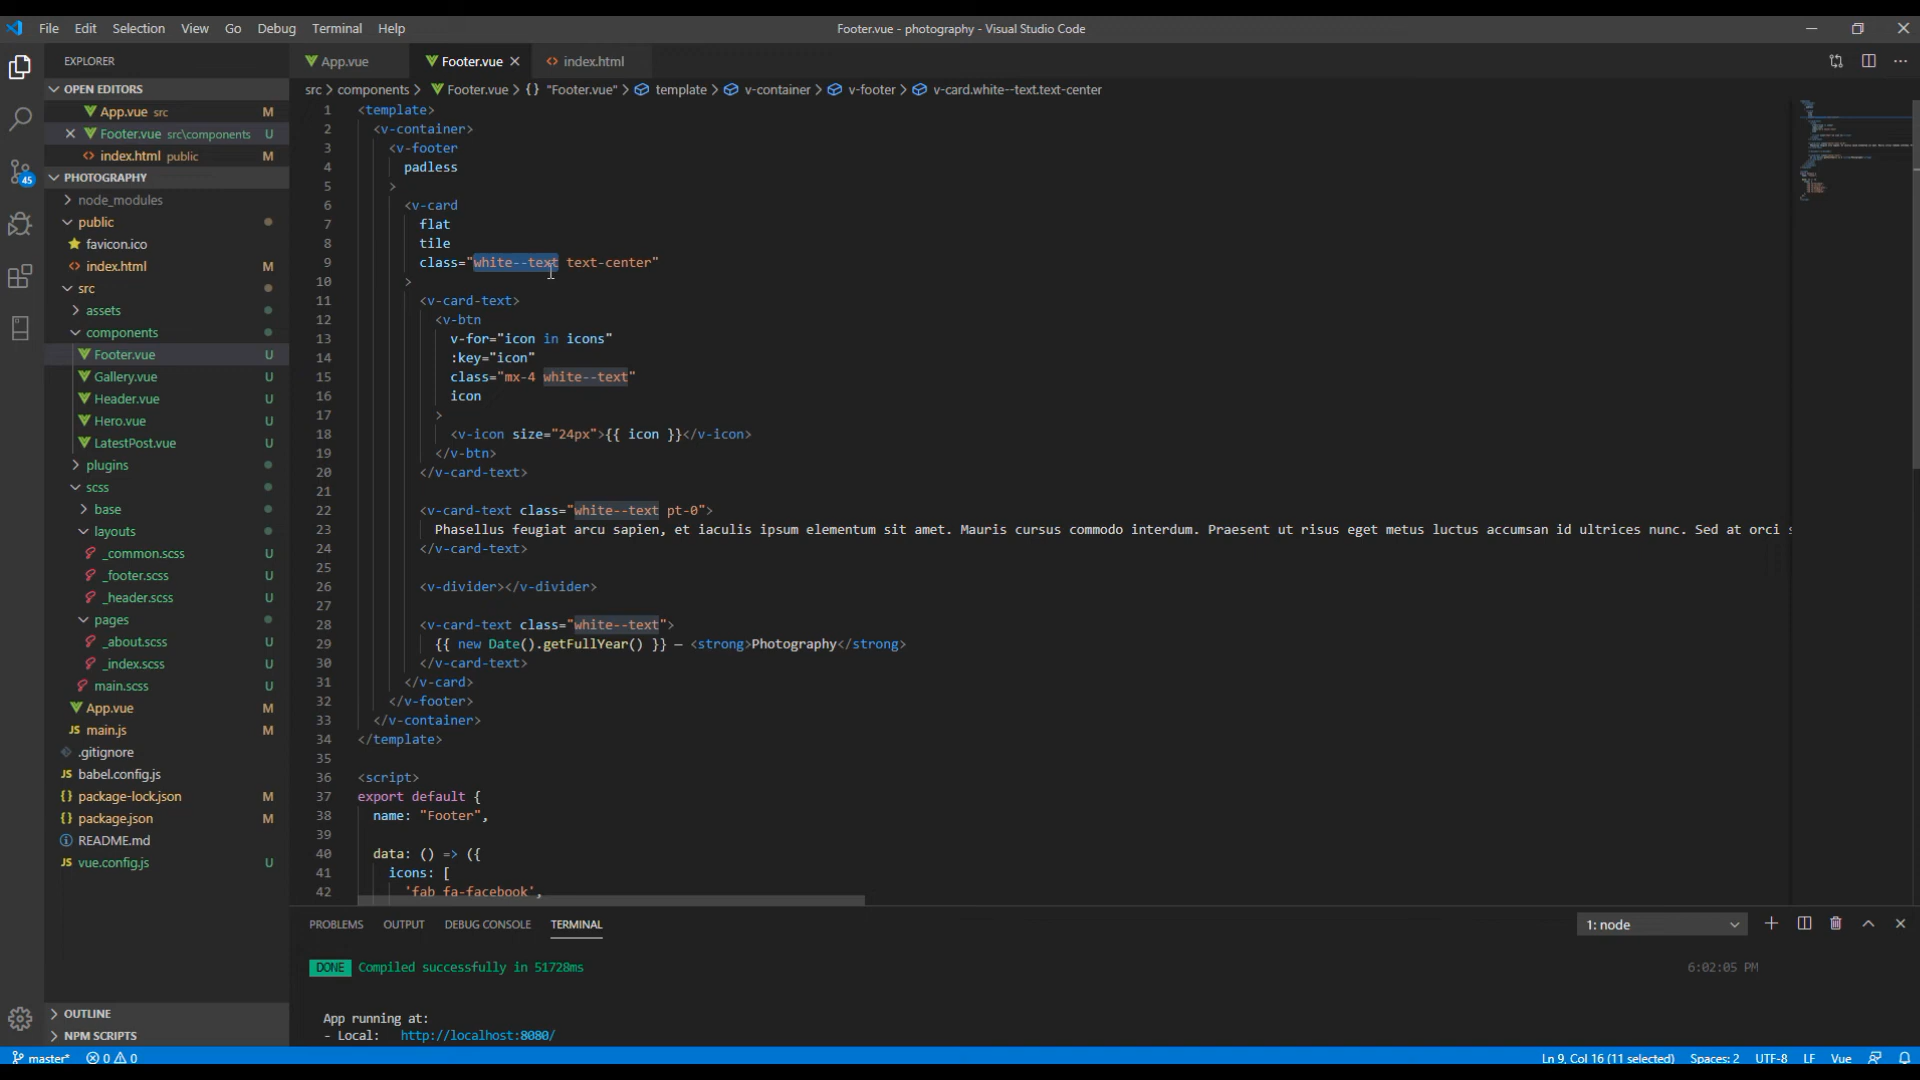 File Edit Selection View Go Debug Terminal Help
Footer.vue - photography - Visual Studio Code
EXPLORER
App.vue
Footer.vue
index.html
OPEN EDITORS
src > components > Footer.vue > {} "Footer.vue" > template > v-container > v-footer > v-card.white--text.text-center
App.vue src M
Footer.vue src\components U
index.html public M
PHOTOGRAPHY
node_modules
public
favicon.ico
index.html M
src
assets
components
Footer.vue U
Gallery.vue U
Header.vue U
Hero.vue U
LatestPost.vue U
plugins
scss
base
layouts
_common.scss U
_footer.scss U
_header.scss U
pages
_about.scss U
_index.scss U
main.scss U
App.vue M
JS main.js M
.gitignore
JS babel.config.js
{} package-lock.json M
{} package.json M
README.md
JS vue.config.js U
OUTLINE
NPM SCRIPTS
45
1 <template>
2 <v-container>
3 <v-footer
4 padless
5 >
6 <v-card
7 flat
8 tile
9 class="white--text text-center"
10 >
11 <v-card-text>
12 <v-btn
13 v-for="icon in icons"
14 :key="icon"
15 class="mx-4 white--text"
16 icon
17 >
18 <v-icon size="24px">{{ icon }}</v-icon>
19 </v-btn>
20 </v-card-text>
21
22 <v-card-text class="white--text pt-0">
23 Phasellus feugiat arcu sapien, et iaculis ipsum elementum sit amet. Mauris cursus commodo interdum. Praesent ut risus eget metus luctus accumsan id ultrices nunc. Sed at orci s
24 </v-card-text>
25
26 <v-divider></v-divider>
27
28 <v-card-text class="white--text">
29 {{ new Date().getFullYear() }} — <strong>Photography</strong>
30 </v-card-text>
31 </v-card>
32 </v-footer>
33 </v-container>
34 </template>
35
36 <script>
37 export default {
38 name: "Footer",
39
40 data: () => ({
41 icons: [
42 'fab fa-facebook',
PROBLEMS OUTPUT DEBUG CONSOLE TERMINAL
1: node
DONE Compiled successfully in 51728ms
6:02:05 PM
App running at:
- Local: http://localhost:8080/
master* 0 0
Ln 9, Col 16 (11 selected) Spaces: 2 UTF-8 LF Vue